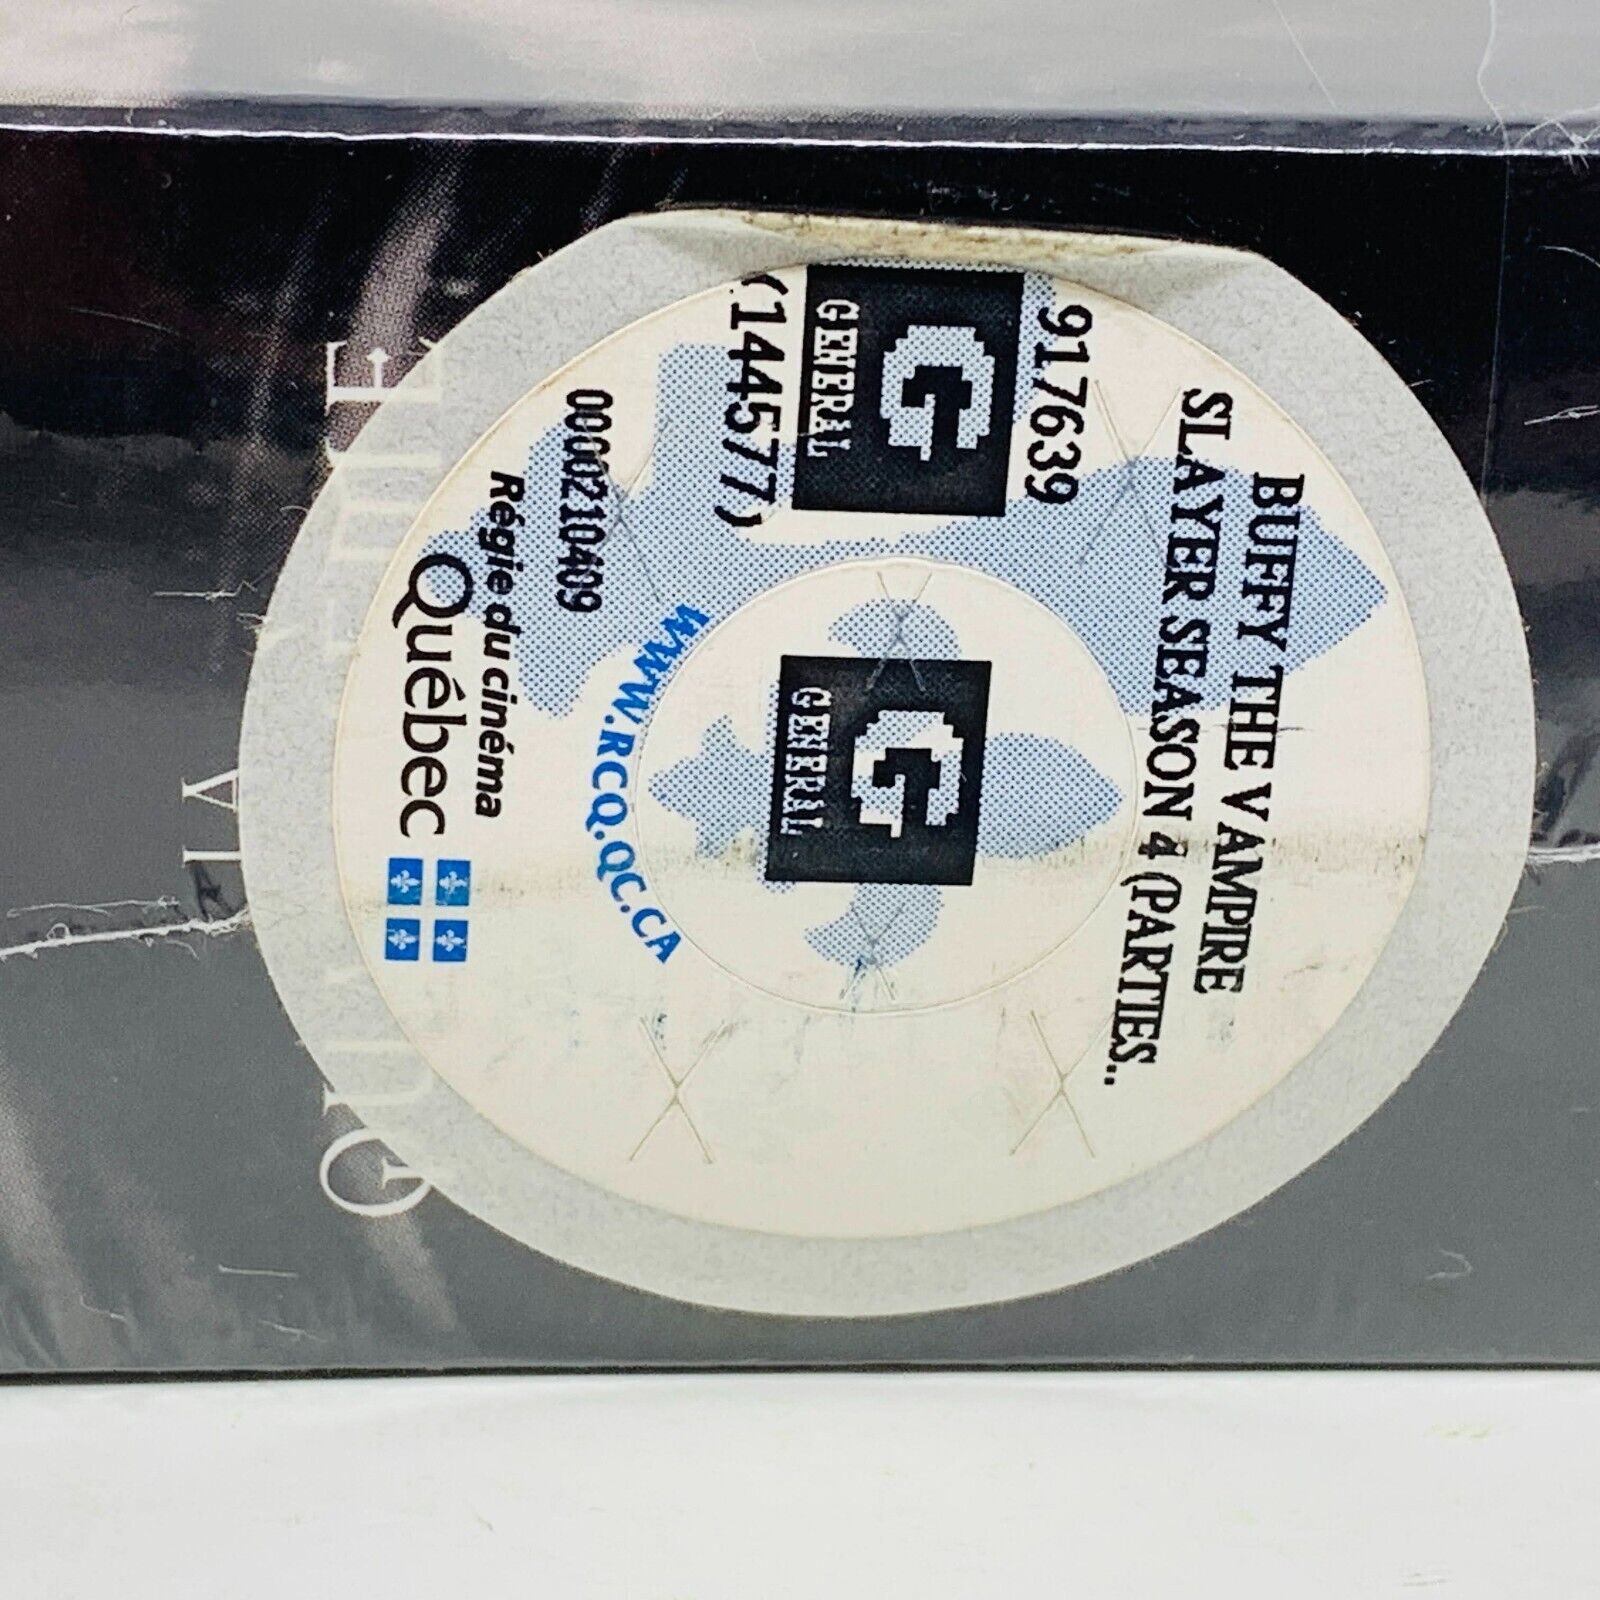 BUFFY THE VAMPIRE
SLAYER SEASON 4 (PARTIES..
917639
G
GENERAL
(14577)
G
GENERAL
WWW.RCQ.QC.CA
0000210409
Régie du cinéma
Québec